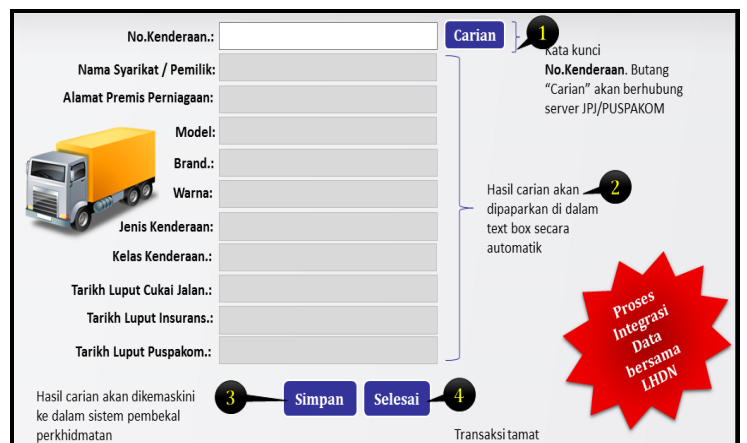 No.Kenderaan.:
Carian
1
Kata kunci
No.Kenderaan. Butang
“Carian” akan berhubung
server JPJ/PUSPAKOM
Nama Syarikat / Pemilik:
Alamat Premis Perniagaan:
Model:
Brand.:
Warna:
Jenis Kenderaan:
Kelas Kenderaan.:
Tarikh Luput Cukai Jalan.:
Tarikh Luput Insurans.:
Tarikh Luput Puspakom.:
Hasil carian akan
2
dipaparkan di dalam
text box secara
automatik
Proses
Integrasi
Data
bersama
LHDN
Hasil carian akan dikemaskini
ke dalam sistem pembekal
perkhidmatan
3
Simpan
Selesai
4
Transaksi tamat